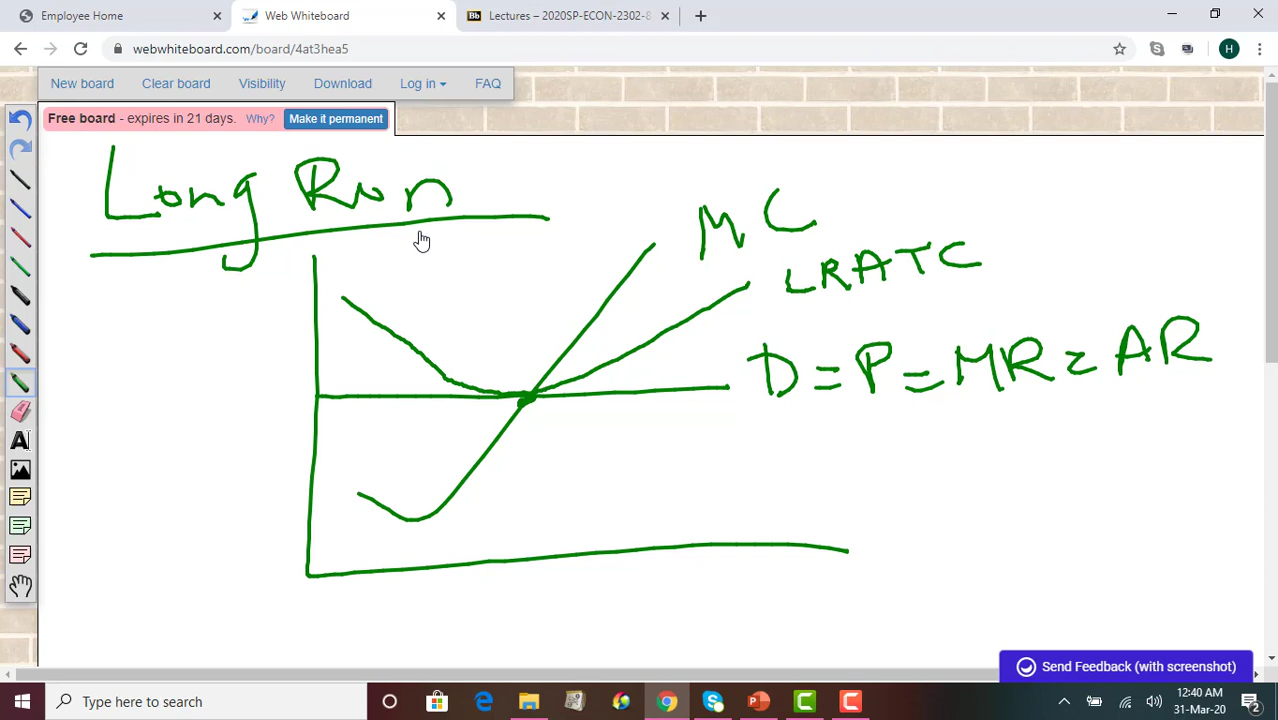 Employee Home
Web Whiteboard
Lectures – 2020SP-ECON-2302-8
webwhiteboard.com/board/4at3hea5
H
New board Clear board Visibility Download Log in FAQ
Free board - expires in 21 days. Why? Make it permanent
Long Run
MC
LRATC
D = P = MR = AR
A
Send Feedback (with screenshot)
Type here to search
12:40 AM
31-Mar-20
2